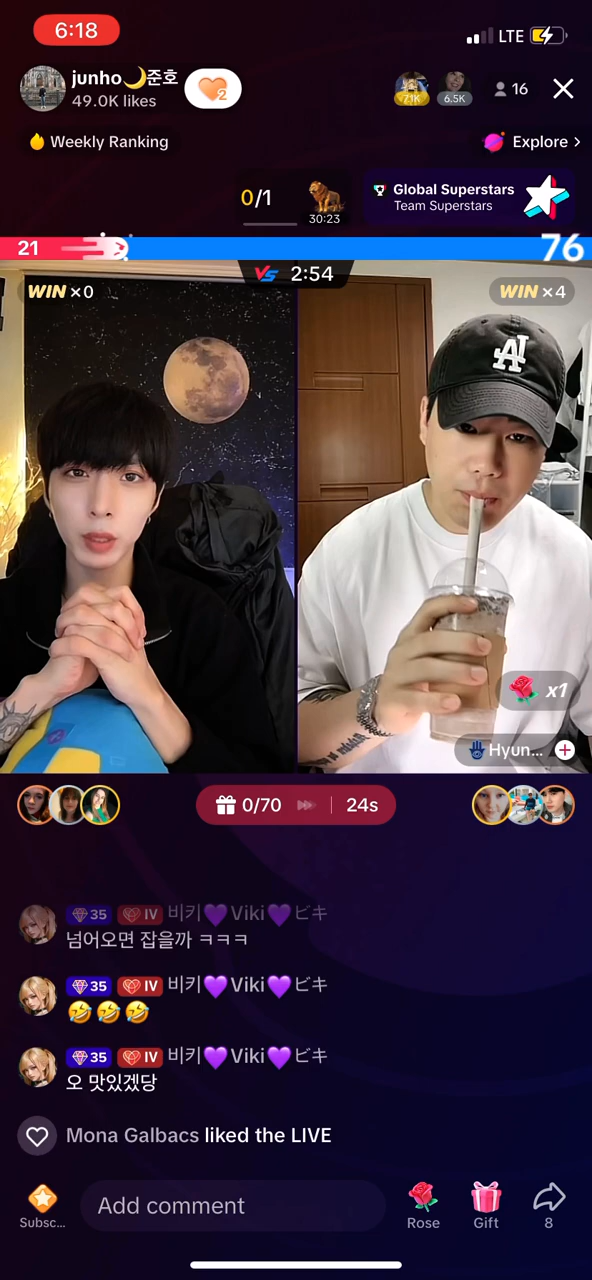 6:18
LTE
junho🌙준호
49.0K likes
2
7.1K
6.5K
16
Weekly Ranking
Explore >
0/1
30:23
Global Superstars
Team Superstars
21
76
WIN ×0
VS 2:54
WIN ×4
LA
x1
Hyun...
0/70
24s
35 IV 비키💜Viki💜ビキ
넘어오면 잡을까 ㅋㅋㅋ
35 IV 비키💜Viki💜ビキ
🤣🤣🤣
35 IV 비키💜Viki💜ビキ
오 맛있겠당
Mona Galbacs liked the LIVE
Subsc...
Add comment
Rose
Gift
8